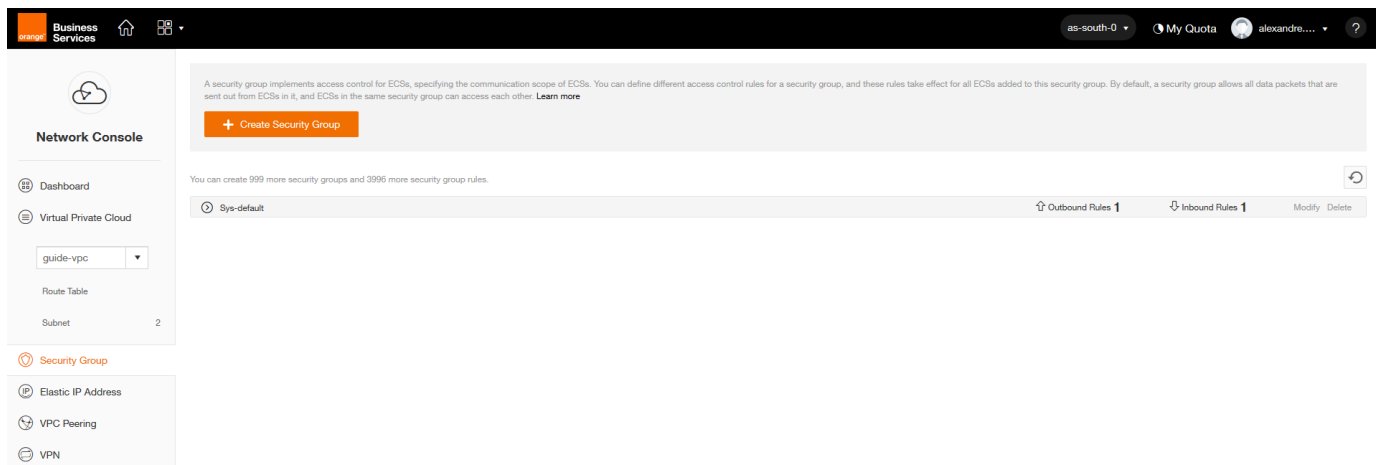 orange
Business
Services
as-south-0
My Quota
alexandre....
?
Network Console
Dashboard
Virtual Private Cloud
guide-vpc
Route Table
Subnet 2
Security Group
IP
Elastic IP Address
VPC Peering
VPN
A security group implements access control for ECSs, specifying the communication scope of ECSs. You can define different access control rules for a security group, and these rules take effect for all ECSs added to this security group. By default, a security group allows all data packets that are
sent out from ECSs in it, and ECSs in the same security group can access each other. Learn more
+ Create Security Group
You can create 999 more security groups and 3996 more security group rules.
Sys-default Outbound Rules 1 Inbound Rules 1 Modify Delete